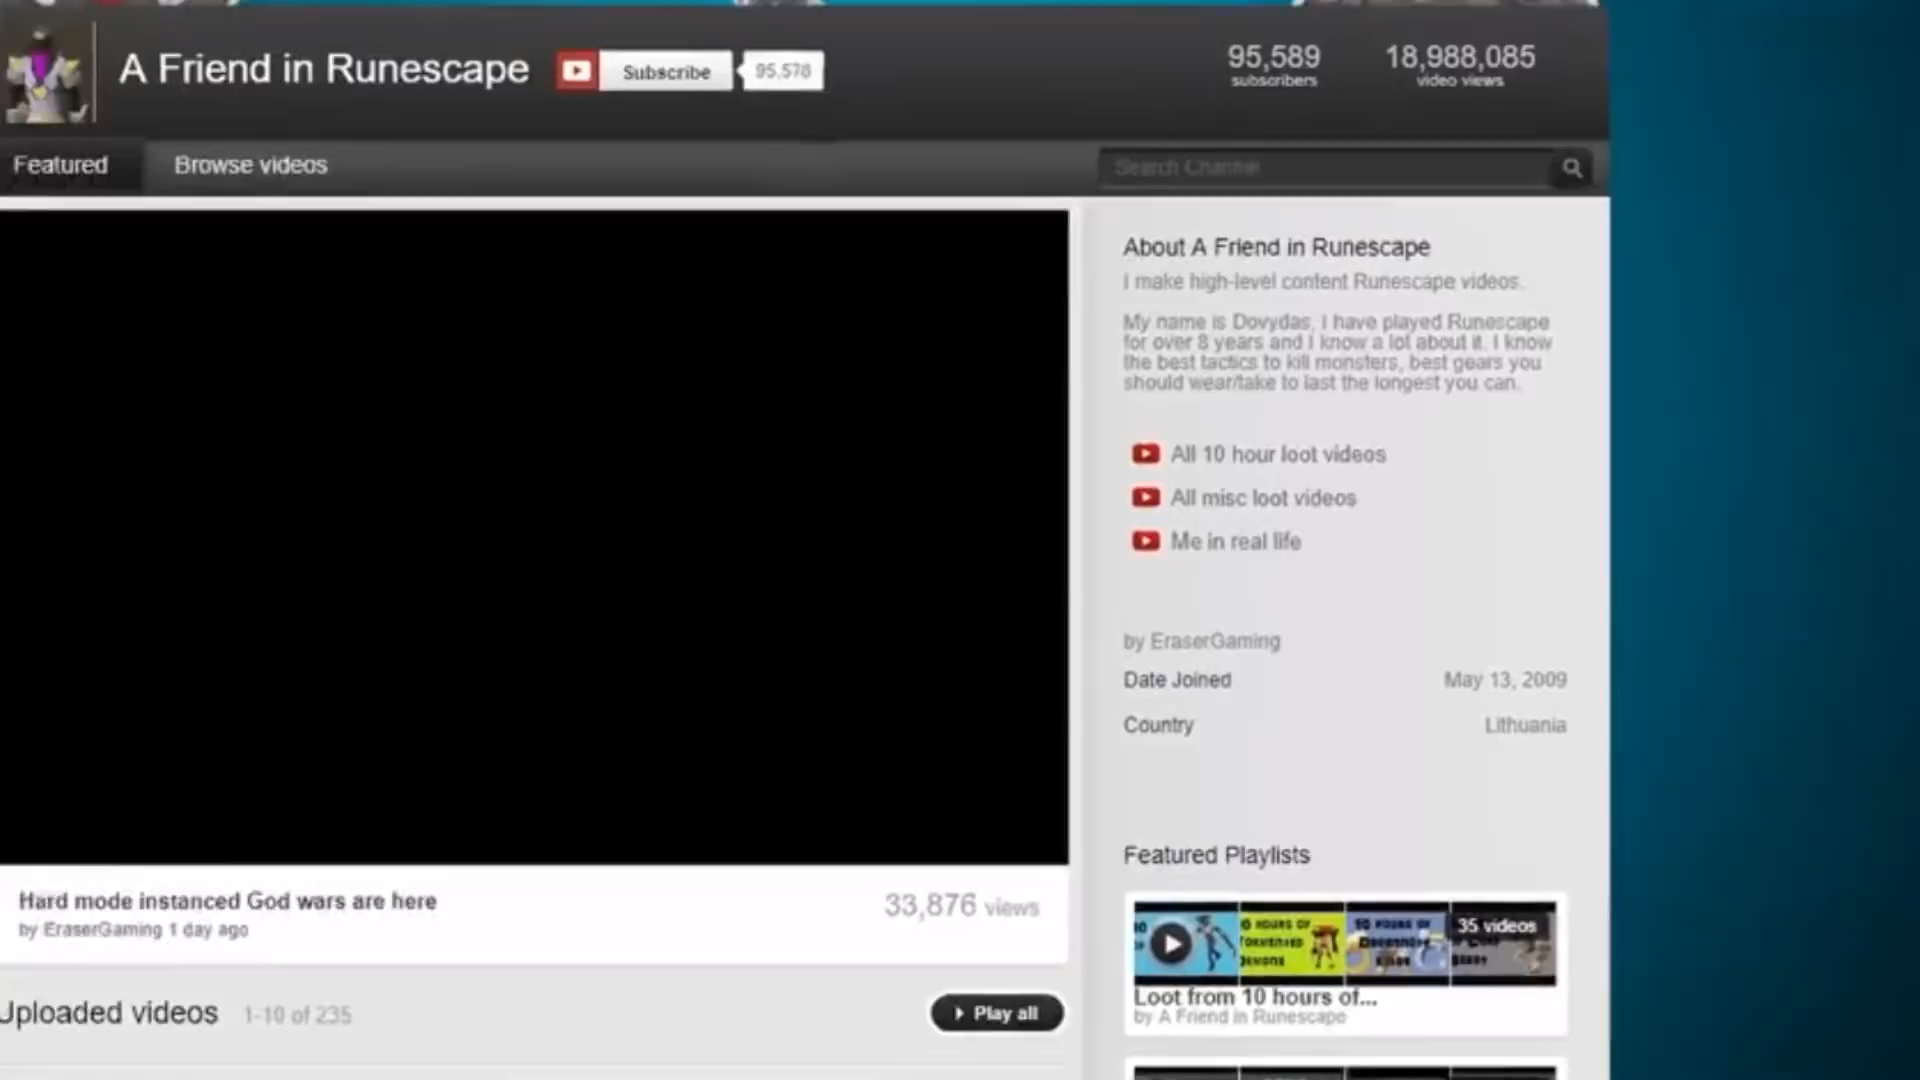 A Friend in Runescape
Subscribe
95,578
95,589
subscribers
18,988,085
video views
Featured
Browse videos
Search Channel
About A Friend in Runescape
I make high-level content Runescape videos.
My name is Dovydas, I have played Runescape
for over 8 years and I know a lot about it. I know
the best tactics to kill monsters, best gears you
should wear/take to last the longest you can.
All 10 hour loot videos
All misc loot videos
Me in real life
by EraserGaming
Date Joined
May 13, 2009
Country
Lithuania
Hard mode instanced God wars are here
by EraserGaming 1 day ago
33,876 views
Uploaded videos
1-10 of 235
Play all
Featured Playlists
35 videos
Loot from 10 hours of...
by A Friend in Runescape